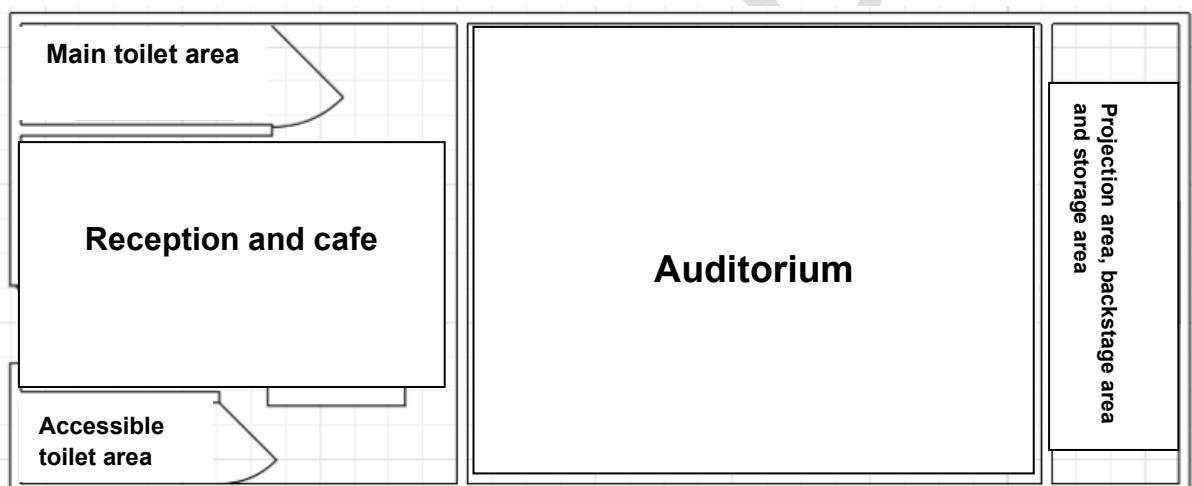 Main toilet area
Reception and cafe
Accessible
toilet area
Auditorium
Projection area, backstage area
and storage area